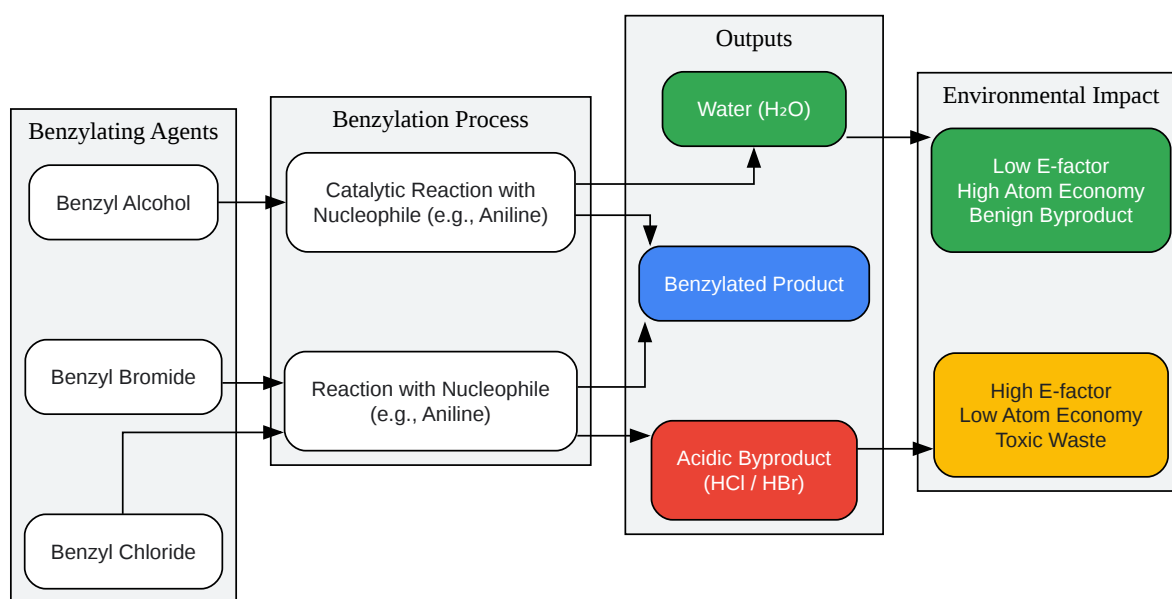 Benzylating Agents
Benzyl Alcohol
Benzyl Bromide
Benzyl Chloride
Benzylation Process
Catalytic Reaction with
Nucleophile (e.g., Aniline)
Reaction with Nucleophile
(e.g., Aniline)
Outputs
Water (H₂O)
Benzylated Product
Acidic Byproduct
(HCl / HBr)
Environmental Impact
Low E-factor
High Atom Economy
Benign Byproduct
High E-factor
Low Atom Economy
Toxic Waste